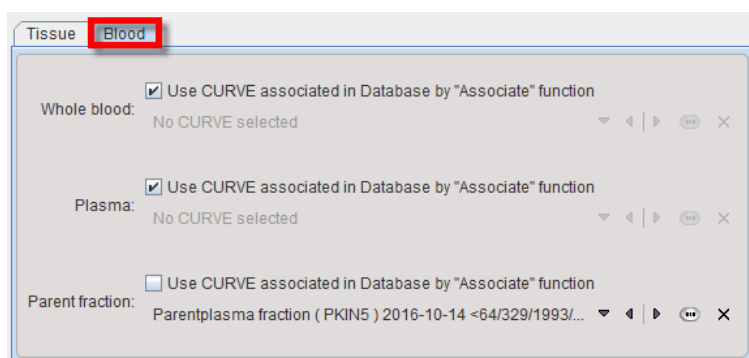 Tissue Blood
Use CURVE associated in Database by "Associate" function
Whole blood:
No CURVE selected
Use CURVE associated in Database by "Associate" function
Plasma:
No CURVE selected
Use CURVE associated in Database by "Associate" function
Parent fraction:
Parentplasma fraction ( PKIN5 ) 2016-10-14 <64/329/1993/...